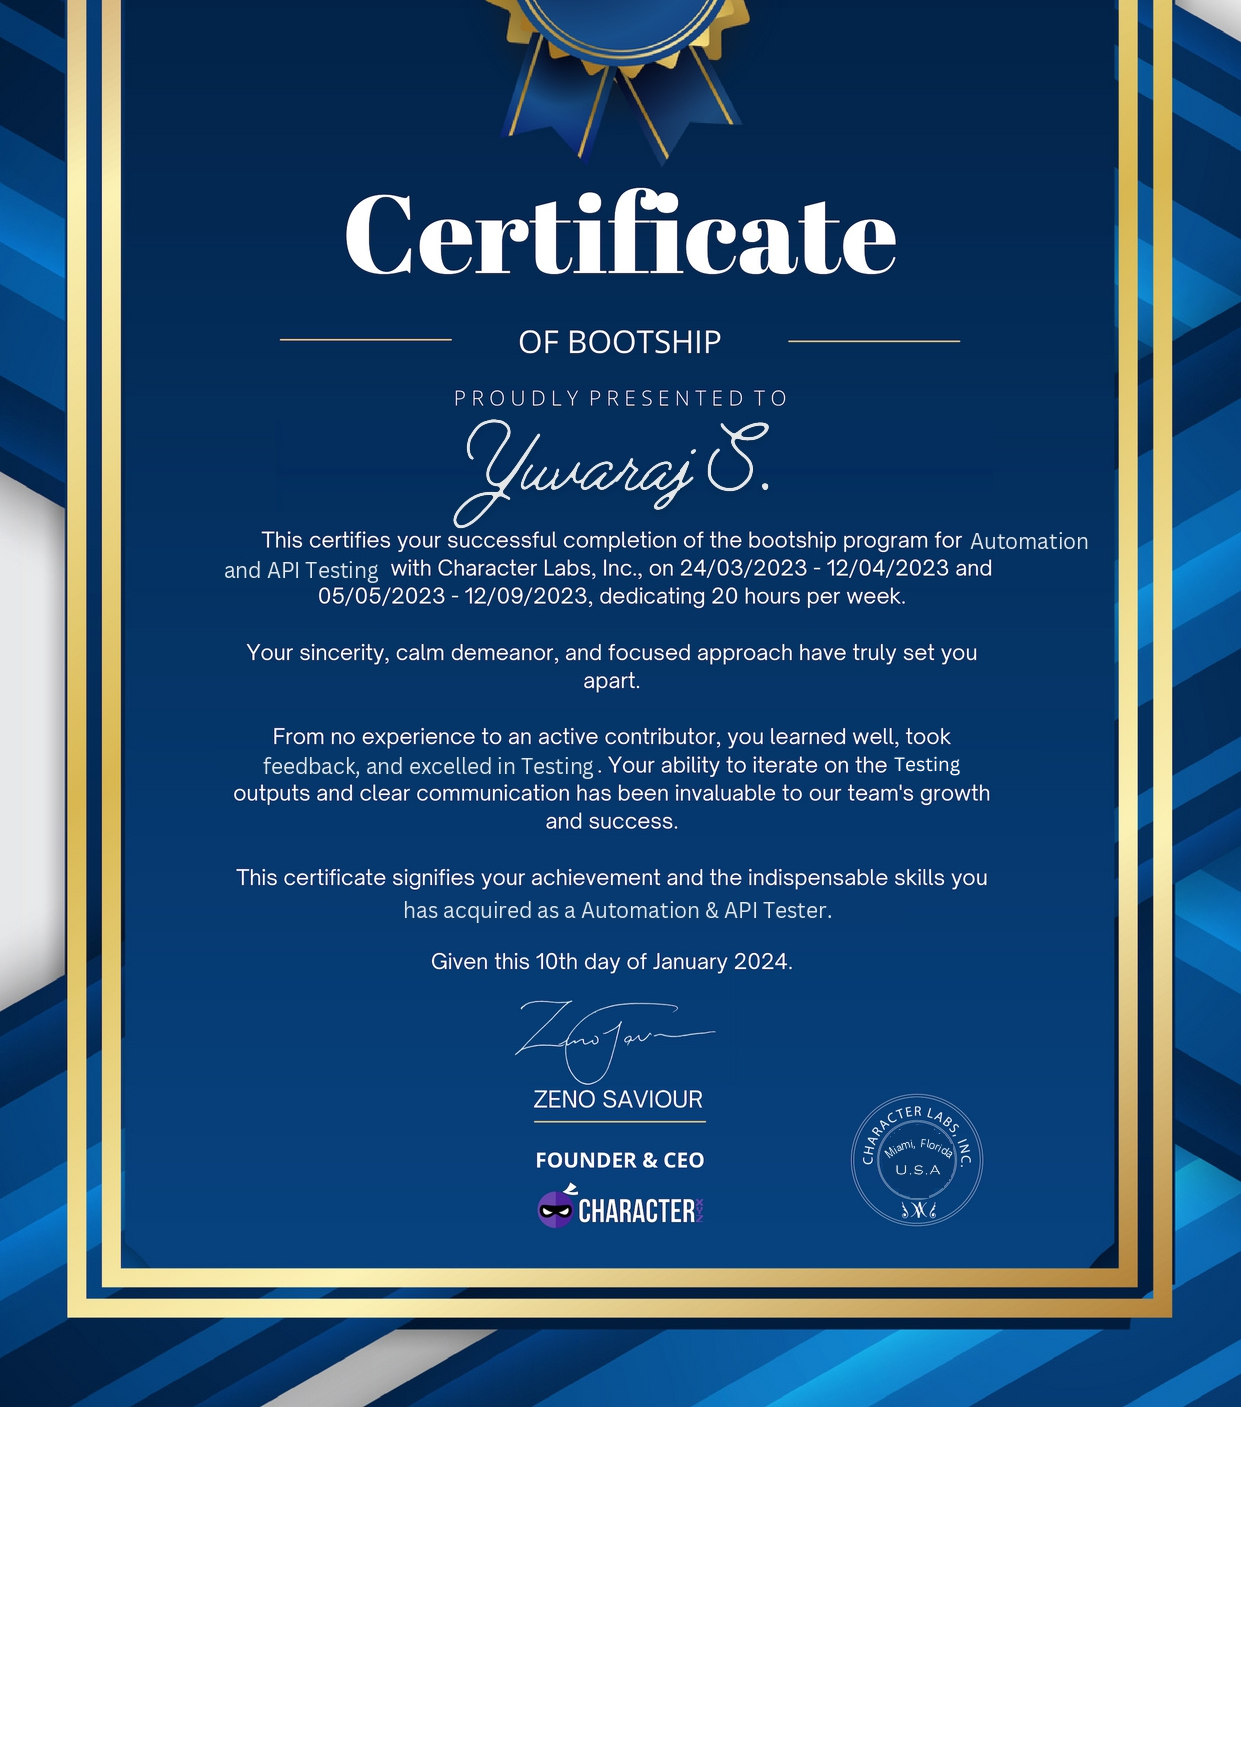 Certificate
OF BOOTSHIP
PROUDLY PRESENTED TO
Yuvaraj S.
This certifies your successful completion of the bootship program for Automation
and API Testing with Character Labs, Inc., on 24/03/2023 - 12/04/2023 and
05/05/2023 - 12/09/2023, dedicating 20 hours per week.
Your sincerity, calm demeanor, and focused approach have truly set you
apart.
From no experience to an active contributor, you learned well, took
feedback, and excelled in Testing. Your ability to iterate on the Testing
outputs and clear communication has been invaluable to our team's growth
and success.
This certificate signifies your achievement and the indispensable skills you
has acquired as a Automation & API Tester.
Given this 10th day of January 2024.
ZENO SAVIOUR
FOUNDER & CEO
CHARACTER
CHARACTER LABS, INC.
Miami, Florida
U.S.A